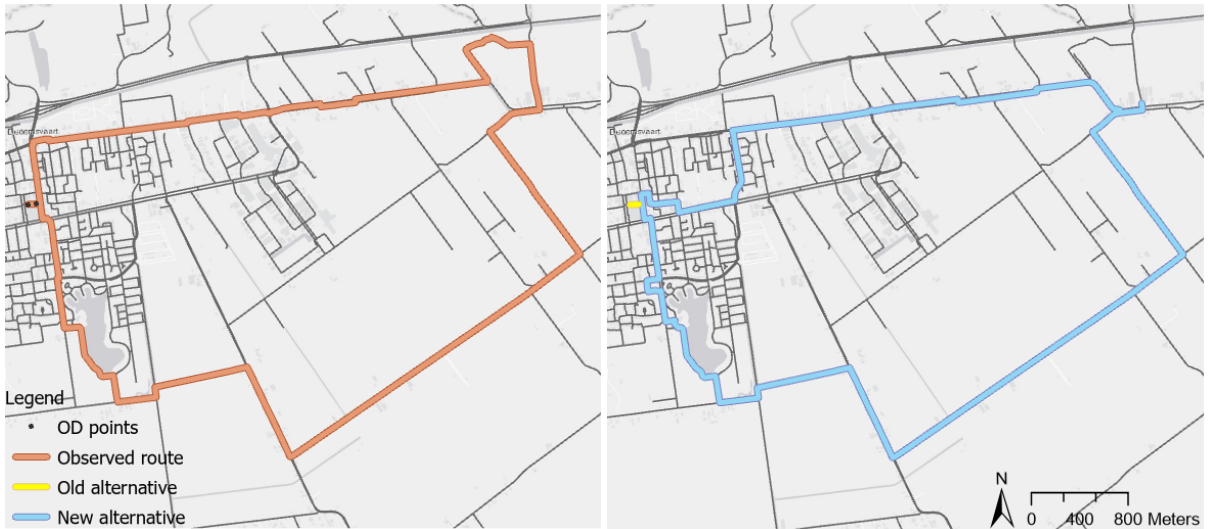 Legend
OD points
Observed route
Old alternative
New alternative
N
0 400 800 Meters